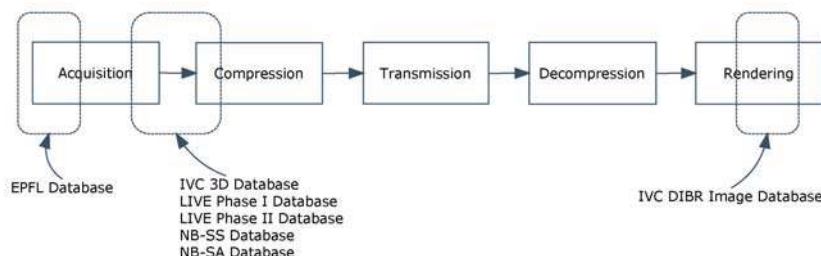 Acquisition
Compression
Transmission
Decompression
Rendering
EPFL Database
IVC 3D Database
LIVE Phase I Database
LIVE Phase II Database
NB-SS Database
NB-SA Database
IVC DIBR Image Database